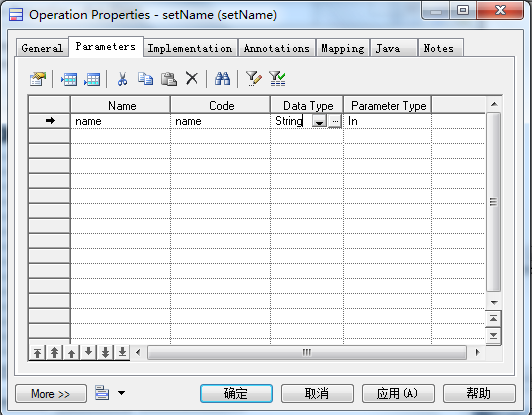 Operation Properties - setName (setName)
General Parameters Implementation Annotations Mapping Java Notes
Name Code Data Type Parameter Type
name name String ... In
More >> 确定 取消 应用(A) 帮助